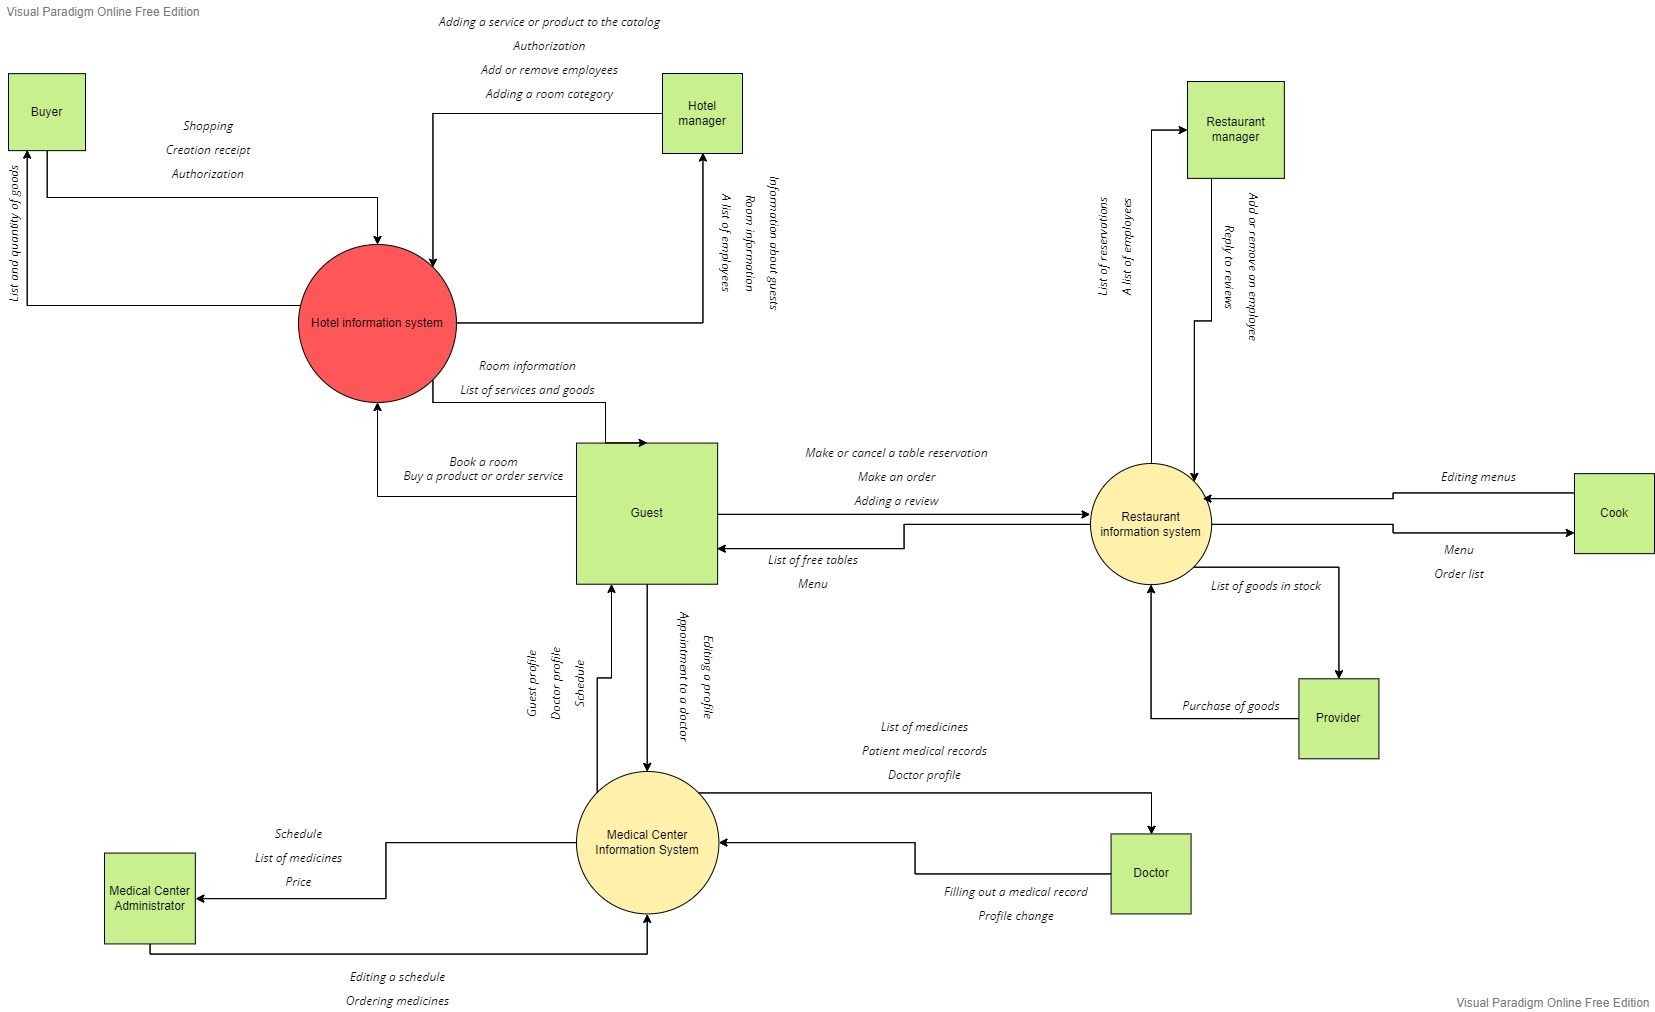 Visual Paradigm Online Free Edition
Adding a service or product to the catalog
Authorization
Add or remove employees
Adding a room category
Buyer
Hotel
manager
Restaurant
manager
Shopping
Creation receipt
Authorization
List and quantity of goods
Information about guests
Room information
A list of employees
List of reservations
A list of employees
Add or remove an employee
Reply to reviews
Hotel information system
Room information
List of services and goods
Book a room
Buy a product or order service
Guest
Make or cancel a table reservation
Make an order
Adding a review
List of free tables
Menu
Restaurant
information system
Editing menus
Cook
Menu
Order list
List of goods in stock
Purchase of goods
Provider
Guest profile
Doctor profile
Schedule
Editing a profile
Appointment to a doctor
List of medicines
Patient medical records
Doctor profile
Medical Center
Information System
Doctor
Filling out a medical record
Profile change
Schedule
List of medicines
Price
Medical Center
Administrator
Editing a schedule
Ordering medicines
Visual Paradigm Online Free Edition